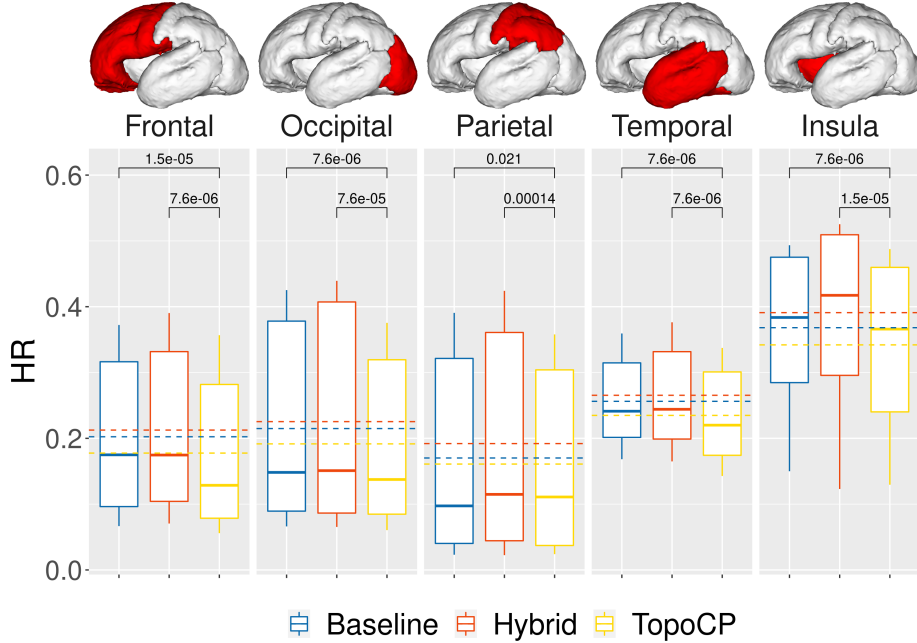 Frontal Occipital Parietal Temporal Insula
1.5e-05 7.6e-06 0.021 7.6e-06 7.6e-06
7.6e-06 7.6e-05 0.00014 7.6e-06 1.5e-05
0.6
0.4
0.2
0.0
HR
Baseline Hybrid TopoCP